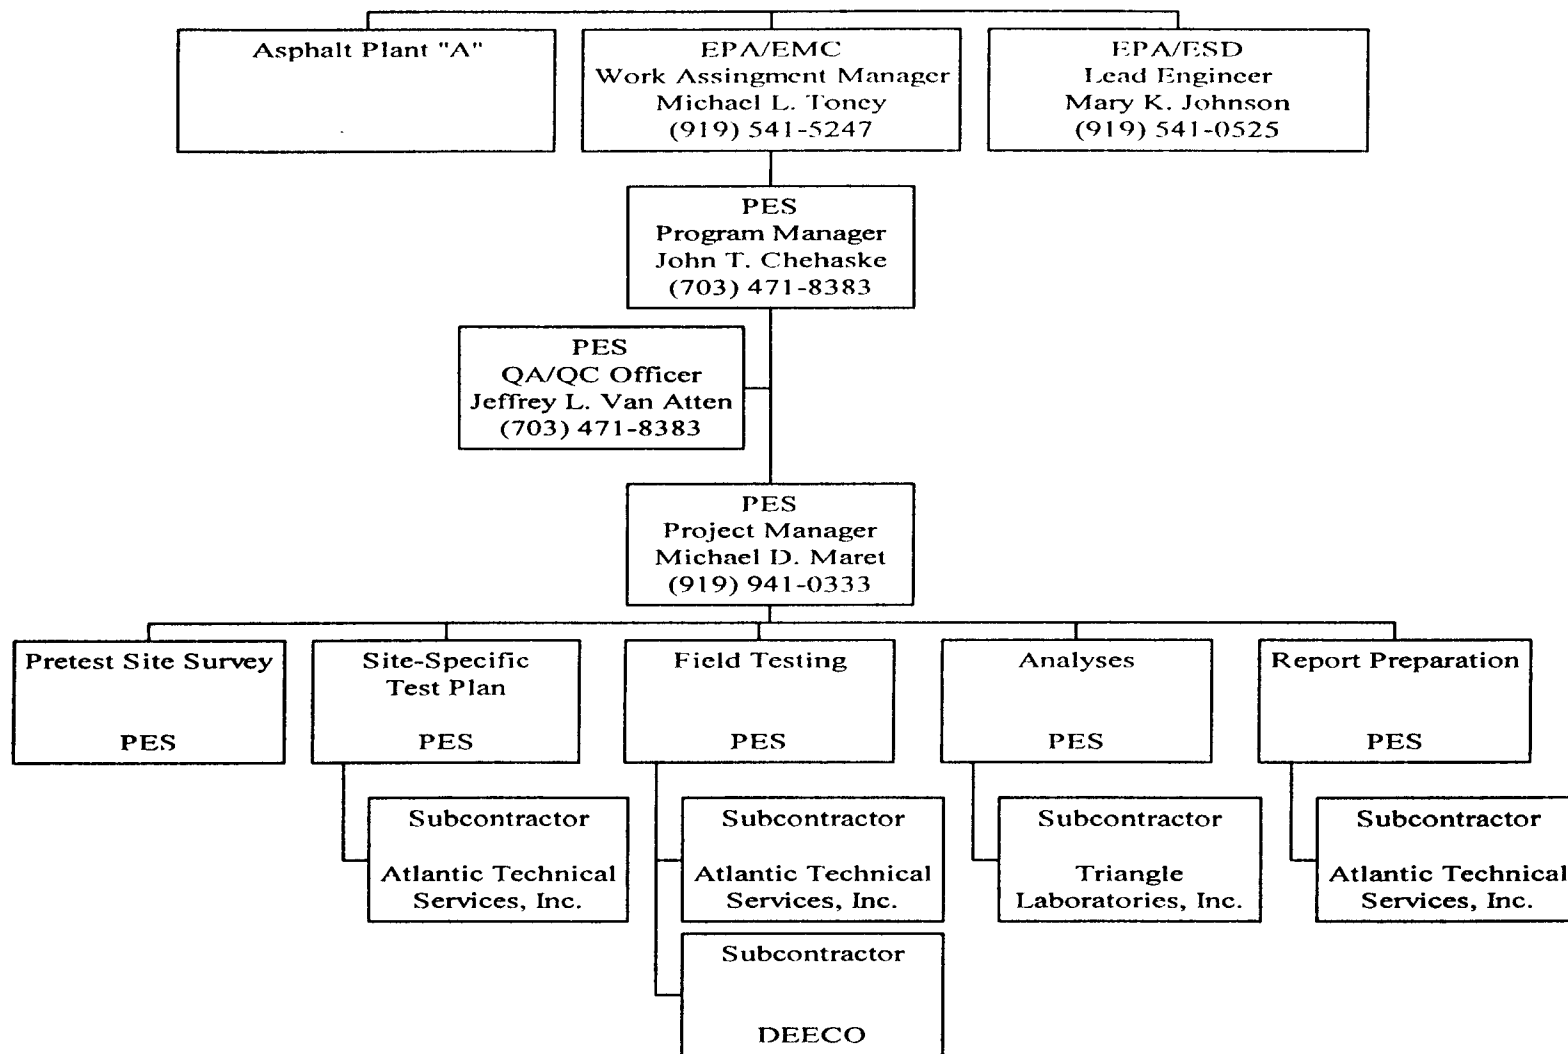 Asphalt Plant "A"
EPA/EMC
Work Assingment Manager
Michael L. Toney
(919) 541-5247
EPA/ESD
Lead Engineer
Mary K. Johnson
(919) 541-0525
PES
Program Manager
John T. Chehaske
(703) 471-8383
PES
QA/QC Officer
Jeffrey L. Van Atten
(703) 471-8383
PES
Project Manager
Michael D. Maret
(919) 941-0333
Pretest Site Survey
PES
Site-Specific
Test Plan
PES
Field Testing
PES
Analyses
PES
Report Preparation
PES
Subcontractor
Atlantic Technical
Services, Inc.
Subcontractor
Atlantic Technical
Services, Inc.
Subcontractor
Triangle
Laboratories, Inc.
Subcontractor
Atlantic Technical
Services, Inc.
Subcontractor
DEECO